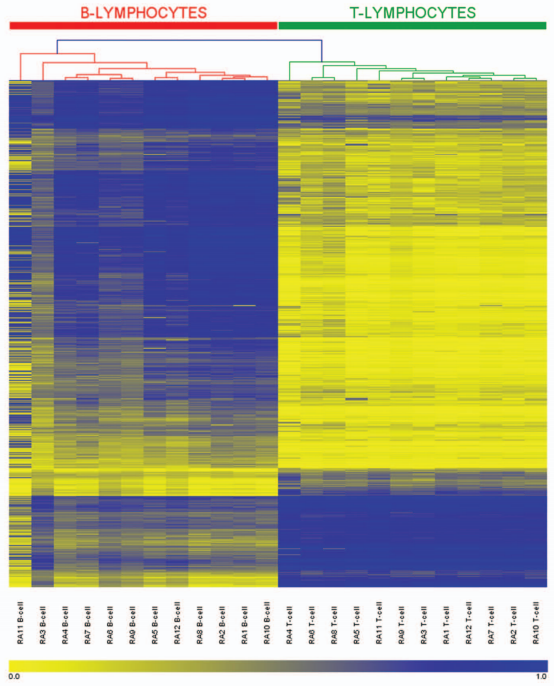 B-LYMPHOCYTES T-LYMPHOCYTES
RA11 B-cell
RA3 B-cell
RA4 B-cell
RA7 B-cell
RA6 B-cell
RA9 B-cell
RA5 B-cell
RA12 B-cell
RA8 B-cell
RA2 B-cell
RA1 B-cell
RA10 B-cell
RA4 T-cell
RA6 T-cell
RA8 T-cell
RA5 T-cell
RA11 T-cell
RA9 T-cell
RA3 T-cell
RA1 T-cell
RA12 T-cell
RA7 T-cell
RA2 T-cell
RA10 T-cell
0.0 1.0